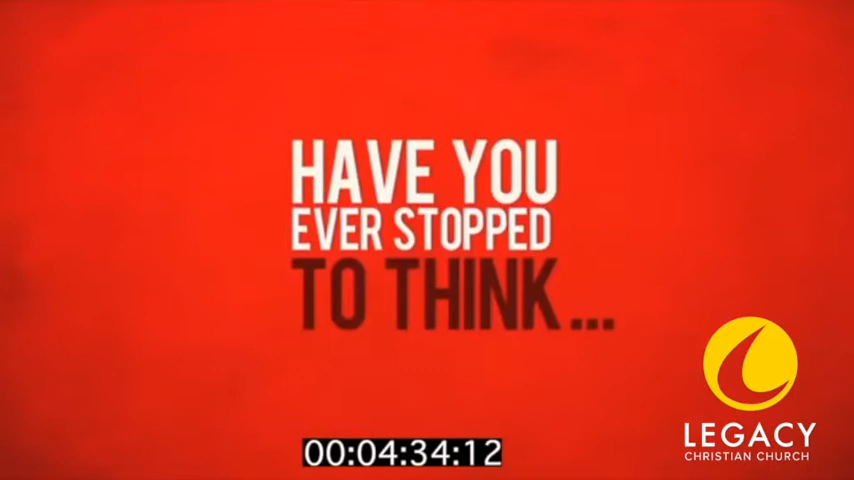 HAVE YOU
EVER STOPPED
TO THINK...
00:04:34:12
LEGACY
CHRISTIAN CHURCH